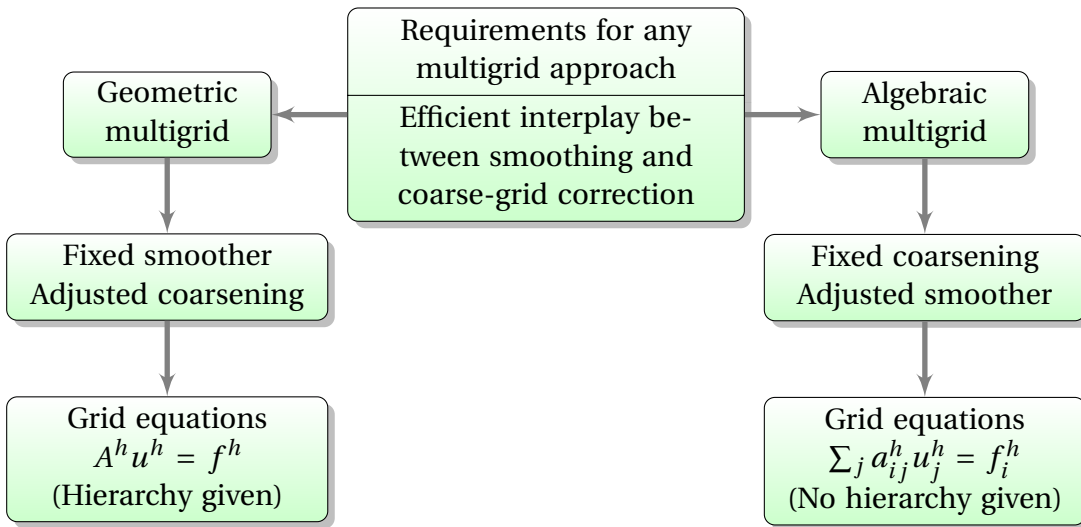 Requirements for any
multigrid approach
Efficient interplay be-
tween smoothing and
coarse-grid correction
Geometric
multigrid
Fixed smoother
Adjusted coarsening
Grid equations
A^h u^h = f^h
(Hierarchy given)
Algebraic
multigrid
Fixed coarsening
Adjusted smoother
Grid equations
∑_j a_{ij}^h u_j^h = f_i^h
(No hierarchy given)